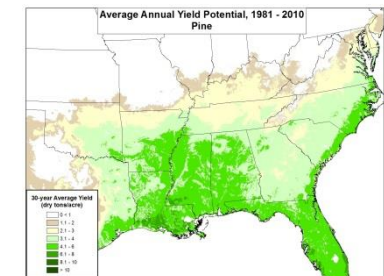 Average Annual Yield Potential, 1981 - 2010
Pine
30-year Average Yield
(dry tons/acre)
0 < 1
1.1 - 2
2.1 - 3
3.1 - 4
4.1 - 6
6.1 - 8
8.1 - 10
> 10